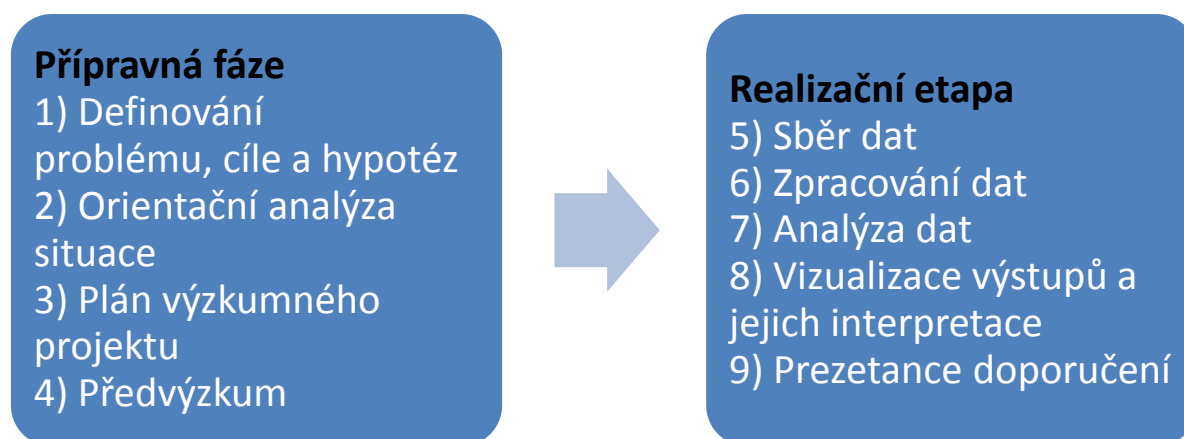 Přípravná fáze
1) Definování
problému, cíle a hypotéz
2) Orientační analýza
situace
3) Plán výzkumného
projektu
4) Předvýzkum
Realizační etapa
5) Sběr dat
6) Zpracování dat
7) Analýza dat
8) Vizualizace výstupů a
jejich interpretace
9) Prezetance doporučení